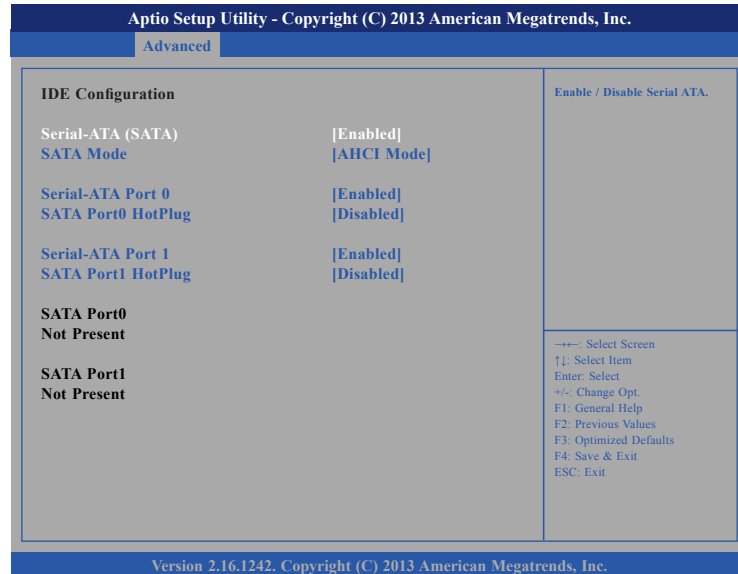 Aptio Setup Utility - Copyright (C) 2013 American Megatrends, Inc.
Advanced
IDE Configuration
Serial-ATA (SATA) [Enabled]
SATA Mode [AHCI Mode]
Serial-ATA Port 0 [Enabled]
SATA Port0 HotPlug [Disabled]
Serial-ATA Port 1 [Enabled]
SATA Port1 HotPlug [Disabled]
SATA Port0
Not Present
SATA Port1
Not Present
Enable / Disable Serial ATA.
→←: Select Screen
↑↓: Select Item
Enter: Select
+/-: Change Opt.
F1: General Help
F2: Previous Values
F3: Optimized Defaults
F4: Save & Exit
ESC: Exit
Version 2.16.1242. Copyright (C) 2013 American Megatrends, Inc.